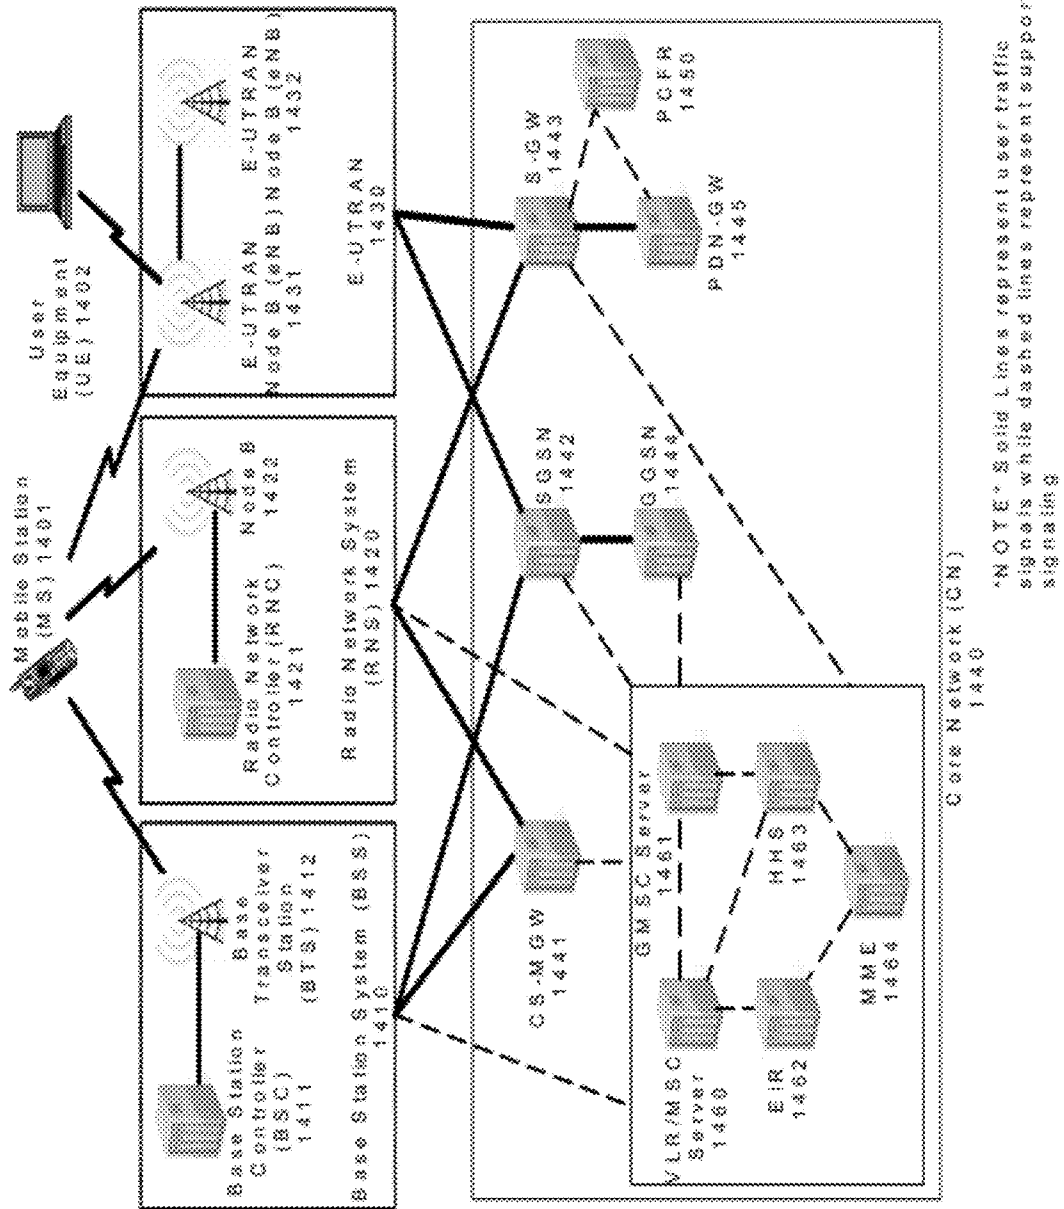 Mobile Station
(MS) 1401
User
Equipment
(UE) 1402
Base Station
Controller
(BSC)
1411
Base
Transceiver
Station
(BTS) 1412
Base Station System (BSS)
1410
Radio Network
Controller (RNC)
1421
Node B
1422
Radio Network System
(RNS) 1420
E-UTRAN
Node B (eNB)
1431
E-UTRAN
Node B (eNB)
1432
E-UTRAN
1430
CS-MGW
1441
SGSN
1442
GGSN
1444
S-GW
1443
PDN-GW
1445
PCFR
1450
VLR/MSC
Server
1460
GMSC Server
1461
EIR
1462
HHS
1463
MME
1464
Core Network (CN)
1440
*NOTE* Solid Lines represent user traffic
signals while dashed lines represent support
signaling